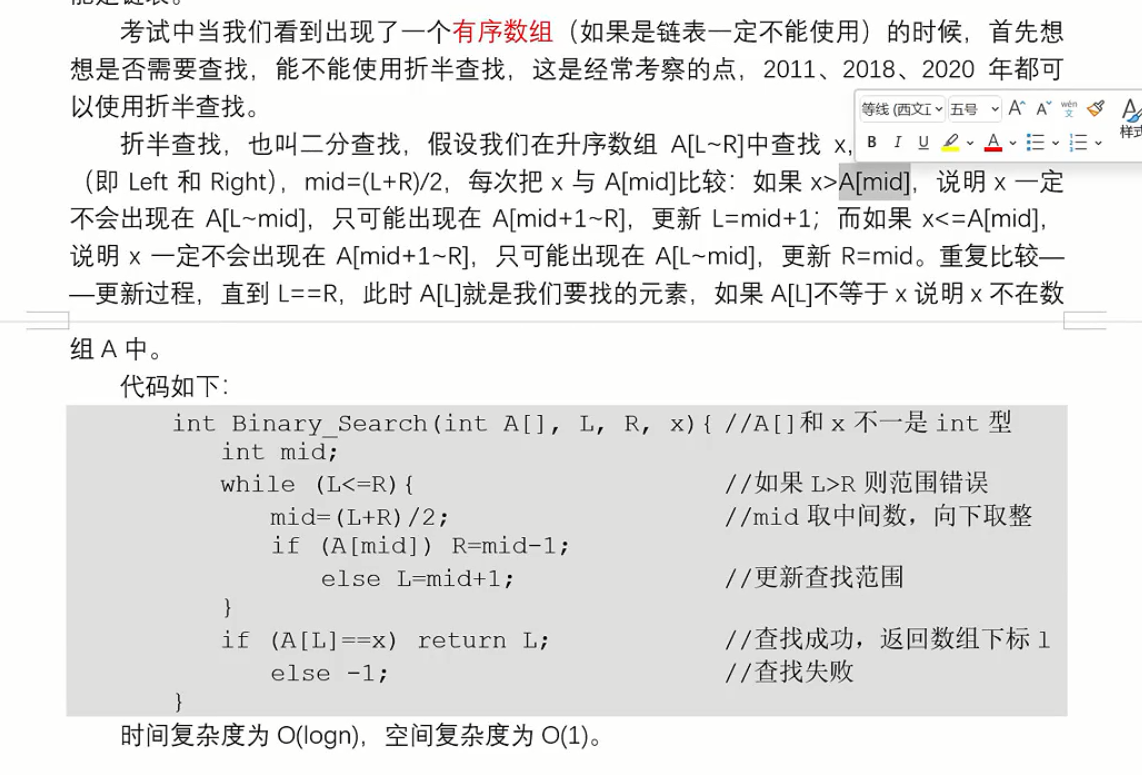 考试中当我们看到出现了一个有序数组（如果是链表一定不能使用）的时候，首先想
想是否需要查找，能不能使用折半查找，这是经常考察的点，2011、2018、2020 年都可
以使用折半查找。
等线 (西文正 五号 A A wén 文 A
样式
B I U A
折半查找，也叫二分查找，假设我们在升序数组 A[L~R]中查找 x,
（即 Left 和 Right），mid=(L+R)/2，每次把 x 与 A[mid]比较：如果 x>A[mid]，说明 x 一定
不会出现在 A[L~mid]，只可能出现在 A[mid+1~R]，更新 L=mid+1；而如果 x<=A[mid]，
说明 x 一定不会出现在 A[mid+1~R]，只可能出现在 A[L~mid]，更新 R=mid。重复比较—
—更新过程，直到 L==R，此时 A[L]就是我们要找的元素，如果 A[L]不等于 x 说明 x 不在数
组 A 中。
代码如下：
int Binary_Search(int A[], L, R, x){ //A[]和 x 不一是 int 型
int mid;
while (L<=R){ //如果 L>R 则范围错误
mid=(L+R)/2; //mid 取中间数，向下取整
if (A[mid]) R=mid-1;
else L=mid+1; //更新查找范围
}
if (A[L]==x) return L; //查找成功，返回数组下标 l
else -1; //查找失败
}
时间复杂度为 O(logn)，空间复杂度为 O(1)。